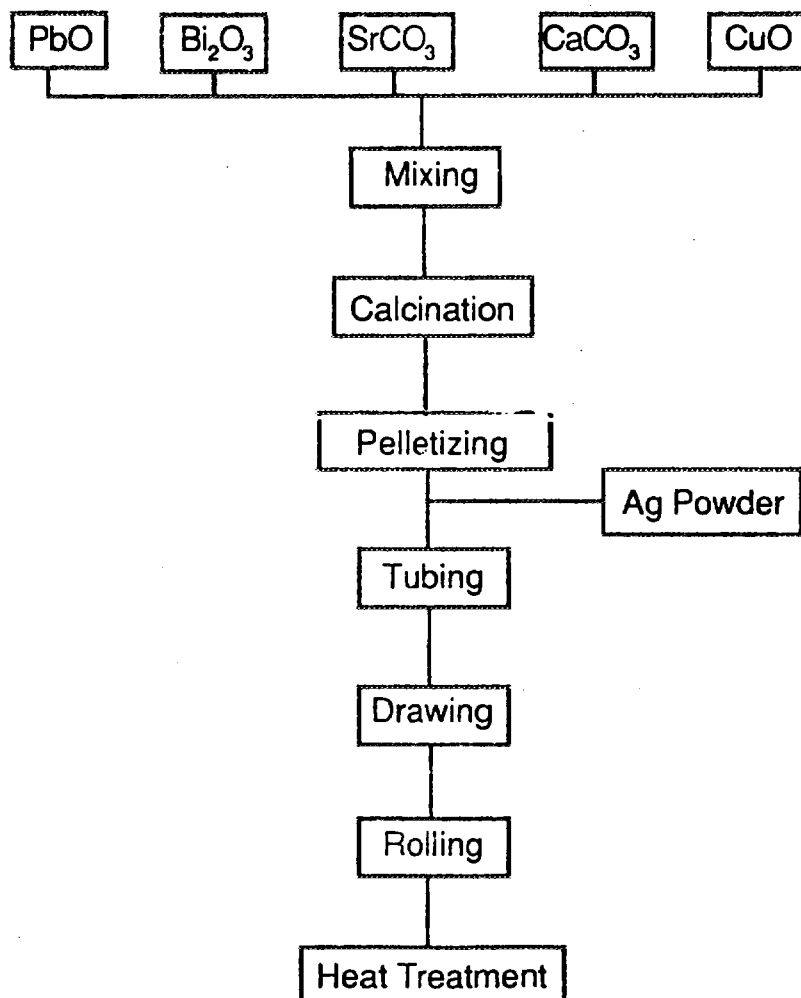 PbO Bi₂O₃ SrCO₃ CaCO₃ CuO
Mixing
Calcination
Pelletizing
Ag Powder
Tubing
Drawing
Rolling
Heat Treatment